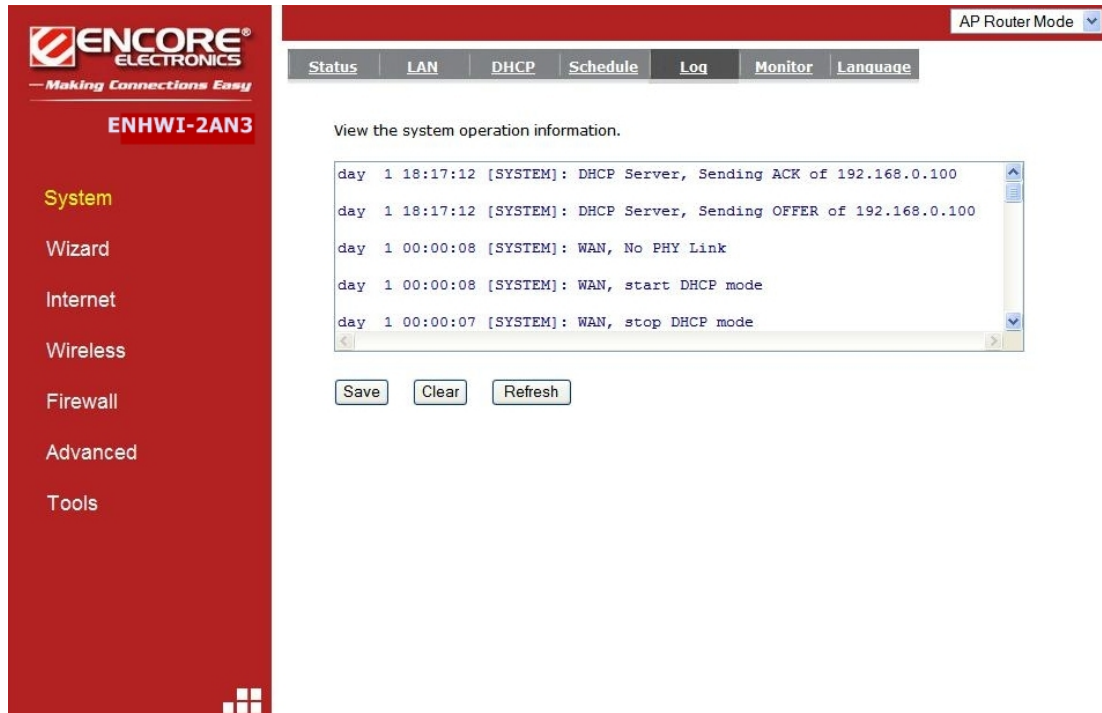 AP Router Mode
ENCORE®
ELECTRONICS
Making Connections Easy
ENHWI-2AN3
Status LAN DHCP Schedule Log Monitor Language
System
Wizard
Internet
Wireless
Firewall
Advanced
Tools
View the system operation information.
day 1 18:17:12 [SYSTEM]: DHCP Server, Sending ACK of 192.168.0.100
day 1 18:17:12 [SYSTEM]: DHCP Server, Sending OFFER of 192.168.0.100
day 1 00:00:08 [SYSTEM]: WAN, No PHY Link
day 1 00:00:08 [SYSTEM]: WAN, start DHCP mode
day 1 00:00:07 [SYSTEM]: WAN, stop DHCP mode
Save Clear Refresh